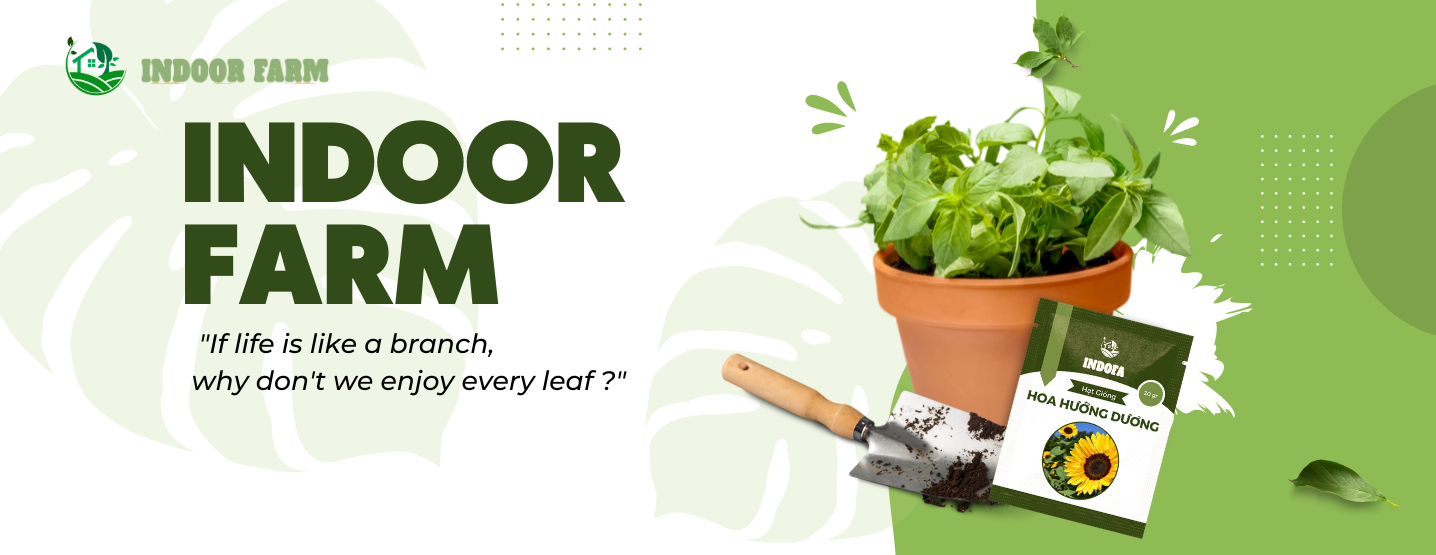 INDOOR FARM
INDOOR
FARM
"If life is like a branch,
why don't we enjoy every leaf ?"
INDOFA
Hạt Giống
20 gr
HOA HƯỚNG DƯƠNG